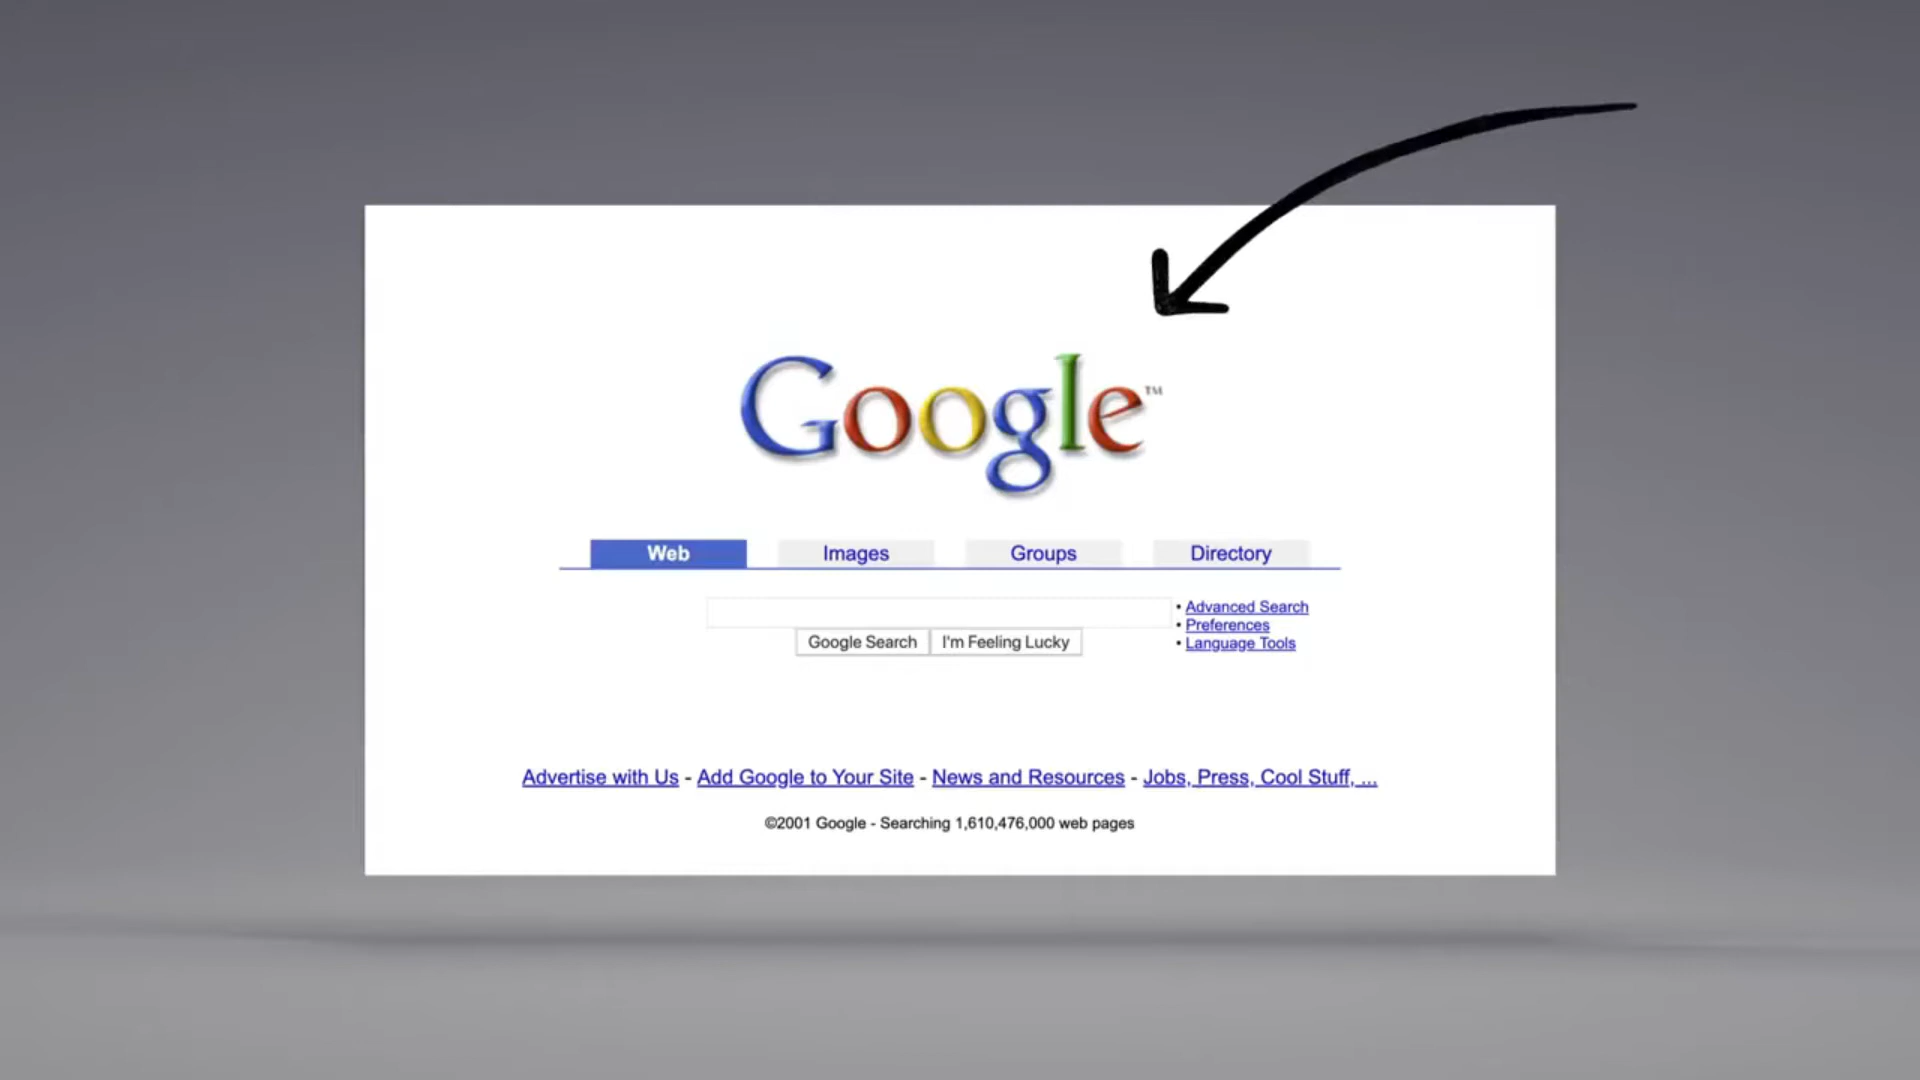 Google™
Web Images Groups Directory
• Advanced Search
• Preferences
• Language Tools
Google Search I'm Feeling Lucky
Advertise with Us - Add Google to Your Site - News and Resources - Jobs, Press, Cool Stuff, ...
©2001 Google - Searching 1,610,476,000 web pages